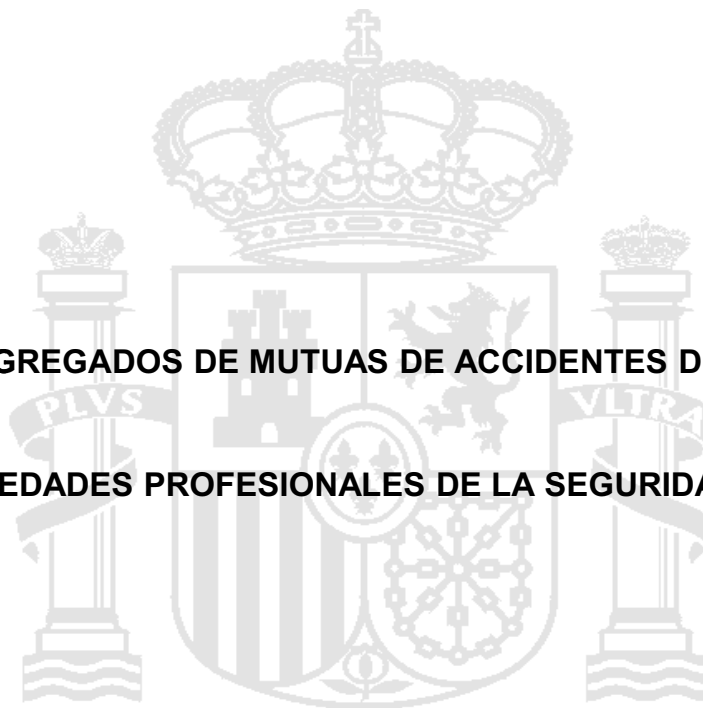 GREGADOS DE MUTUAS DE ACCIDENTES D
EDADES PROFESIONALES DE LA SEGURIDA
PLVS
VLTRA